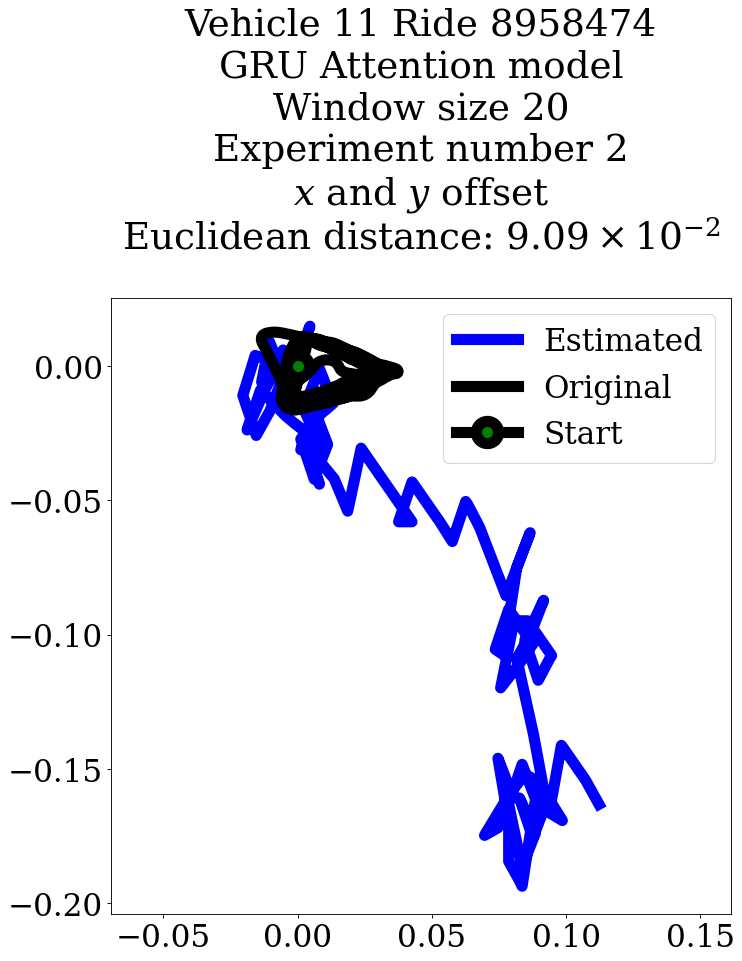 Vehicle 11 Ride 8958474
GRU Attention model
Window size 20
Experiment number 2
x and y offset
Euclidean distance: 9.09 × 10⁻²
Estimated
Original
Start
0.00
−0.05
−0.10
−0.15
−0.20
−0.05 0.00 0.05 0.10 0.15